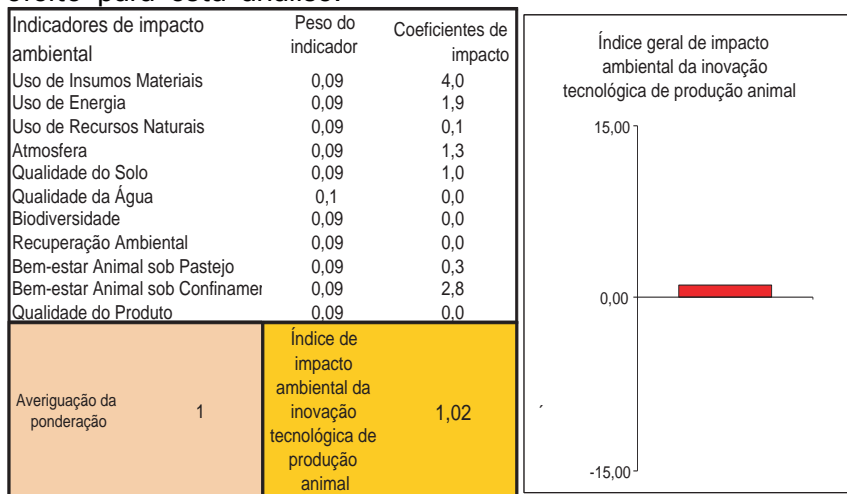 efeito para esta análise.
Indicadores de impacto ambiental Peso do indicador Coeficientes de impacto
Uso de Insumos Materiais 0,09 4,0
Uso de Energia 0,09 1,9
Uso de Recursos Naturais 0,09 0,1
Atmosfera 0,09 1,3
Qualidade do Solo 0,09 1,0
Qualidade da Água 0,1 0,0
Biodiversidade 0,09 0,0
Recuperação Ambiental 0,09 0,0
Bem-estar Animal sob Pastejo 0,09 0,3
Bem-estar Animal sob Confinamer 0,09 2,8
Qualidade do Produto 0,09 0,0
Averiguação da
ponderação
1
Índice de
impacto
ambiental da
inovação
tecnológica de
produção
animal
1,02
Índice geral de impacto
ambiental da inovação
tecnológica de produção animal
15,00
0,00
-15,00